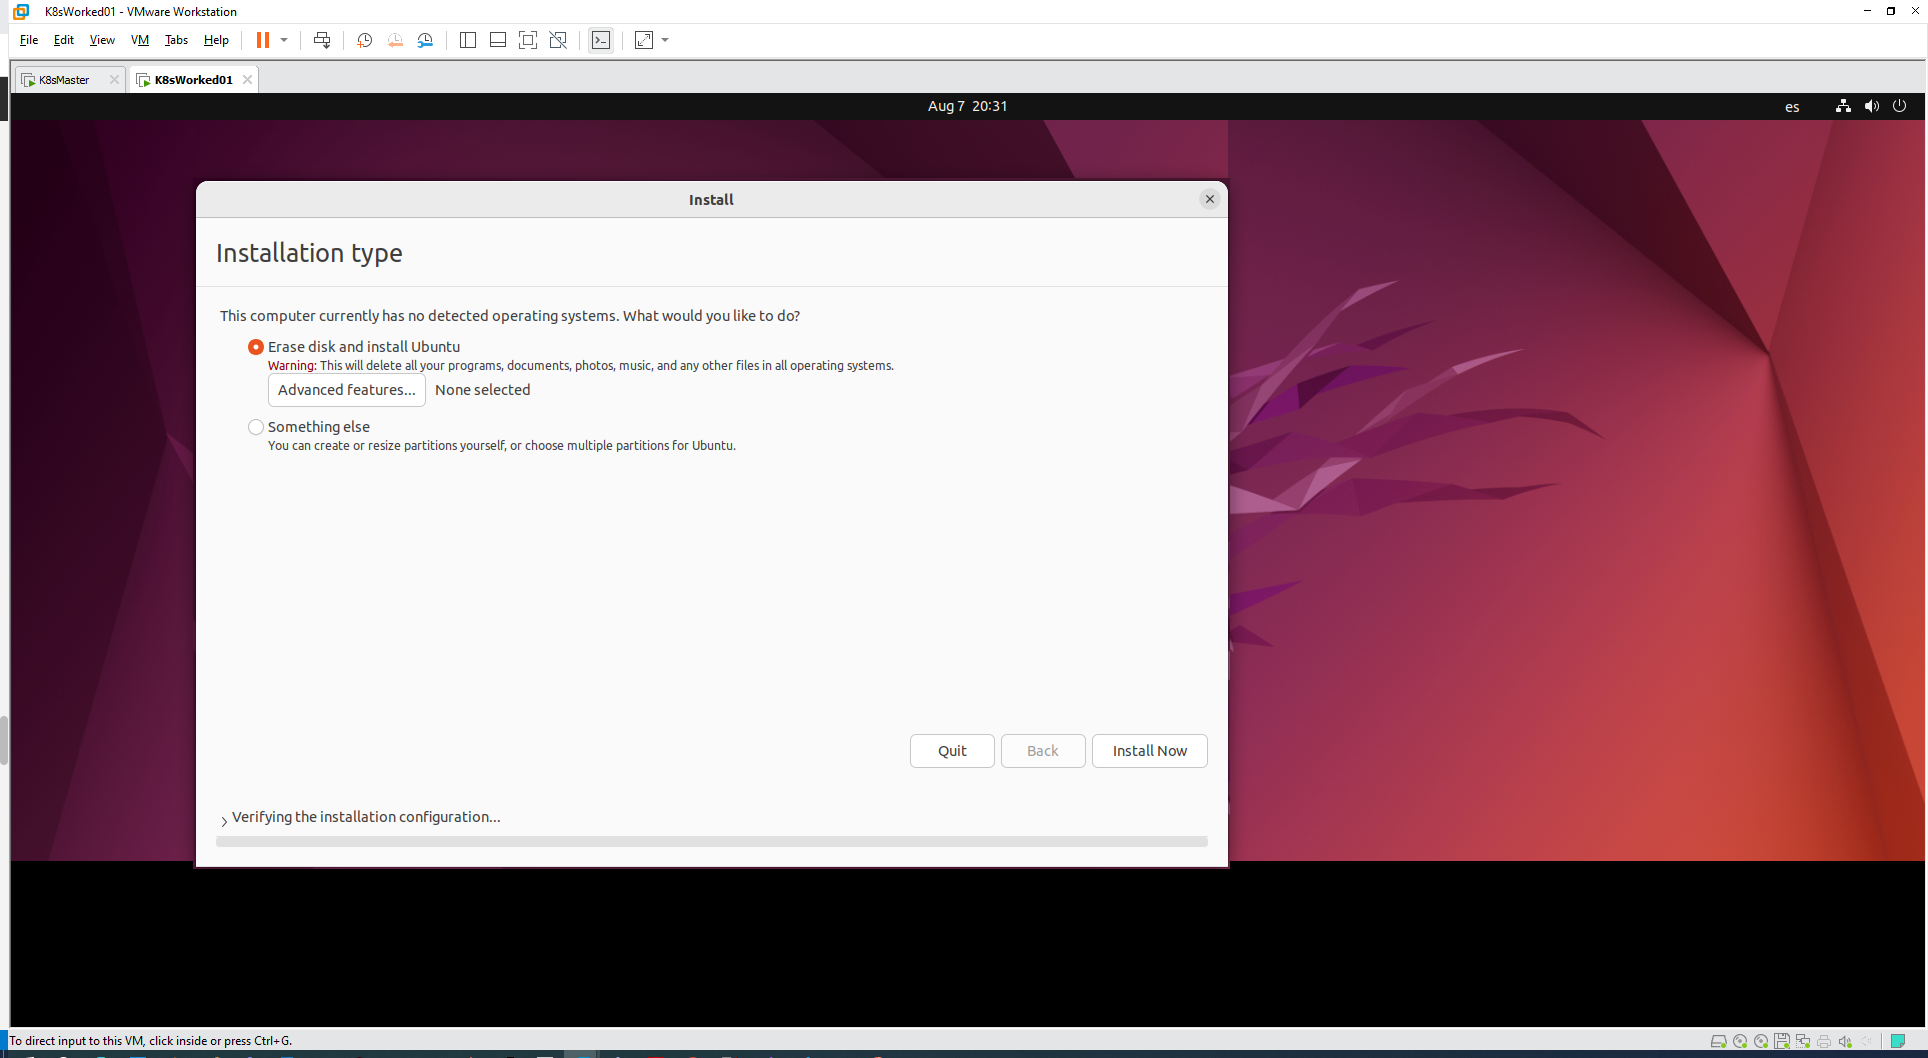 K8sWorked01 - VMware Workstation
File Edit View VM Tabs Help
K8sMaster K8sWorked01
Aug 7 20:31 es
Install
Installation type
This computer currently has no detected operating systems. What would you like to do?
Erase disk and install Ubuntu
Warning: This will delete all your programs, documents, photos, music, and any other files in all operating systems.
Advanced features... None selected
Something else
You can create or resize partitions yourself, or choose multiple partitions for Ubuntu.
Quit Back Install Now
Verifying the installation configuration...
To direct input to this VM, click inside or press Ctrl+G.